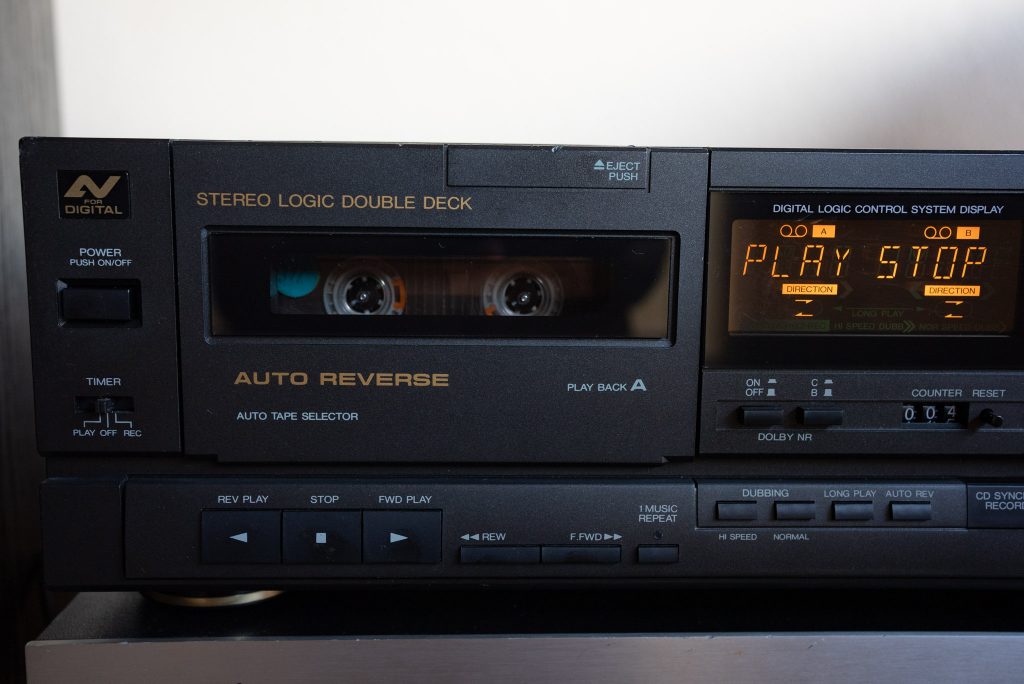 N
FOR
DIGITAL
EJECT
PUSH
STEREO LOGIC DOUBLE DECK
POWER
PUSH ON/OFF
DIGITAL LOGIC CONTROL SYSTEM DISPLAY
A
B
PLAY STOP
DIRECTION
DIRECTION
LONG PLAY
HI SPEED DUBB
NOR SPEED DUBB
AUTO REVERSE
PLAY BACK A
AUTO TAPE SELECTOR
TIMER
PLAY OFF REC
ON
OFF
C
B
DOLBY NR
COUNTER RESET
004
REV PLAY
STOP
FWD PLAY
REW
F.FWD
1 MUSIC
REPEAT
DUBBING
LONG PLAY
AUTO REV
HI SPEED
NORMAL
CD SYNC
RECOR